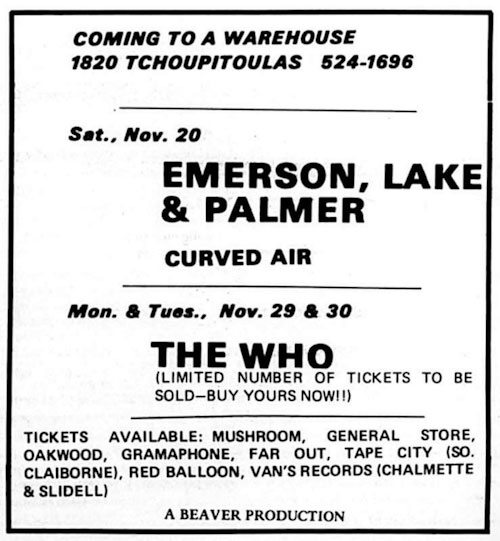 COMING TO A WAREHOUSE
1820 TCHOUPITOULAS 524-1696
Sat., Nov. 20
EMERSON, LAKE
& PALMER
CURVED AIR
Mon. & Tues., Nov. 29 & 30
THE WHO
(LIMITED NUMBER OF TICKETS TO BE
SOLD—BUY YOURS NOW!!)
TICKETS AVAILABLE: MUSHROOM, GENERAL STORE,
OAKWOOD, GRAMAPHONE, FAR OUT, TAPE CITY (SO.
CLAIBORNE), RED BALLOON, VAN'S RECORDS (CHALMETTE
& SLIDELL)
A BEAVER PRODUCTION